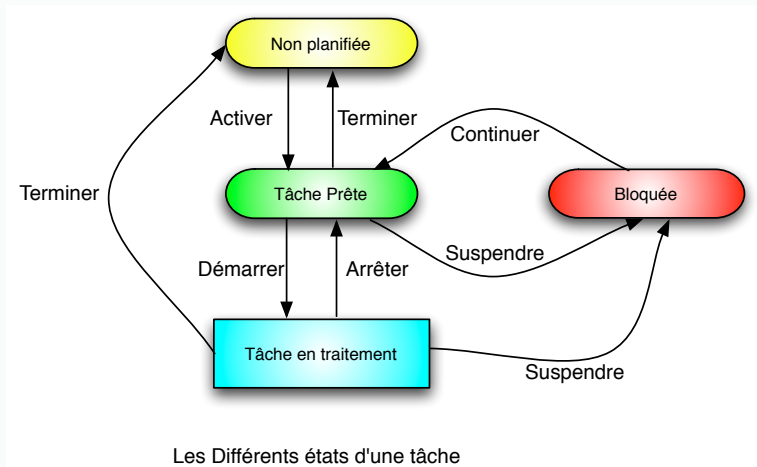 Non planifiée
Activer
Terminer
Continuer
Terminer
Tâche Prête
Bloquée
Suspendre
Démarrer
Arrêter
Tâche en traitement
Suspendre
Les Différents états d'une tâche